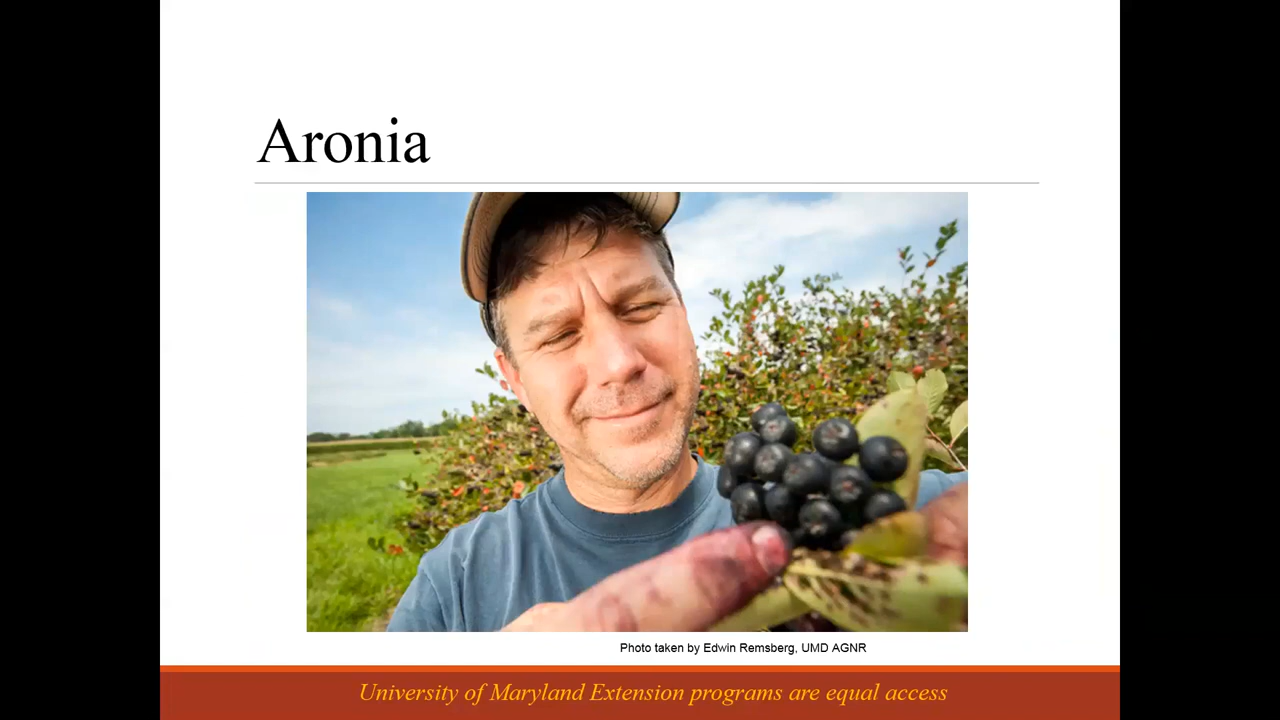 Aronia
Photo taken by Edwin Remsberg, UMD AGNR
University of Maryland Extension programs are equal access